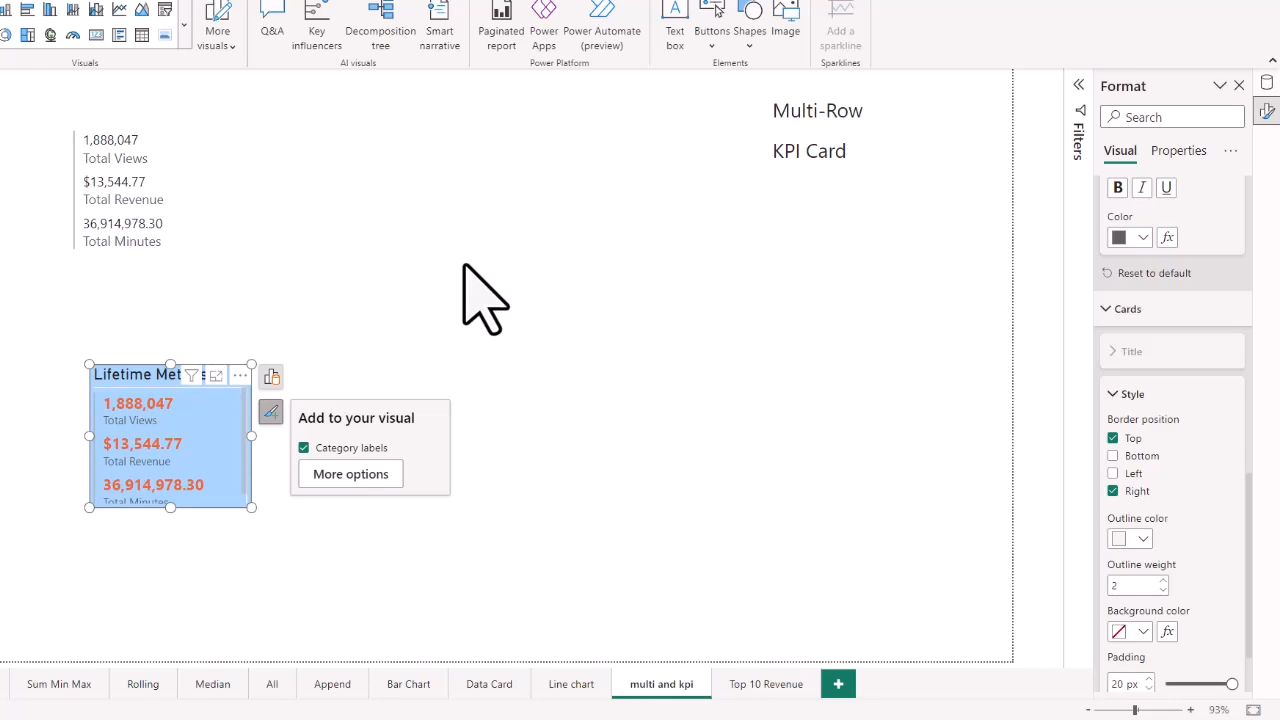 More
visuals
Q&A
Key
influencers
Decomposition
tree
Smart
narrative
Paginated
report
Power
Apps
Power Automate
(preview)
Text
box
Buttons
Shapes
Image
Add a
sparkline
Visuals
AI visuals
Power Platform
Elements
Sparklines
Multi-Row
KPI Card
1,888,047
Total Views
$13,544.77
Total Revenue
36,914,978.30
Total Minutes
Lifetime Met
1,888,047
Total Views
$13,544.77
Total Revenue
36,914,978.30
Total Minutes
Add to your visual
Category labels
More options
Filters
Format
Search
Visual
Properties
B I U
Color
fx
Reset to default
Cards
Title
Style
Border position
Top
Bottom
Left
Right
Outline color
Outline weight
2
Background color
fx
Padding
20 px
Sum Min Max
Rolling
Median
All
Append
Bar Chart
Data Card
Line chart
multi and kpi
Top 10 Revenue
+
- + 93%